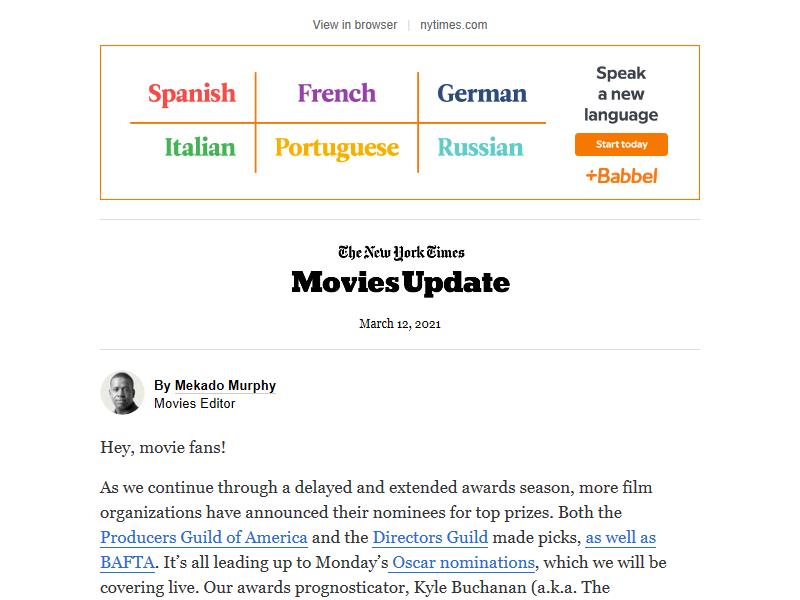 View in browser | nytimes.com
Spanish French German
Italian Portuguese Russian
Speak
a new
language
Start today
+Babbel
The New York Times
Movies Update
March 12, 2021
By Mekado Murphy
Movies Editor
Hey, movie fans!
As we continue through a delayed and extended awards season, more film
organizations have announced their nominees for top prizes. Both the
Producers Guild of America and the Directors Guild made picks, as well as
BAFTA. It’s all leading up to Monday’s Oscar nominations, which we will be
covering live. Our awards prognosticator, Kyle Buchanan (a.k.a. The